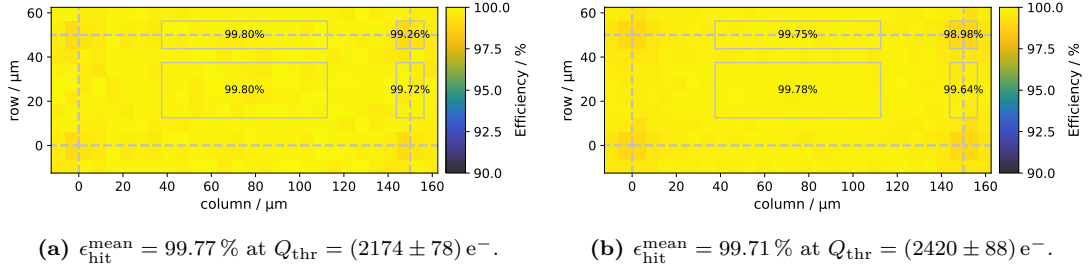 60
40
20
0
row / µm
99.80%
99.26%
99.80%
99.72%
0 20 40 60 80 100 120 140 160
column / µm
100.0
97.5
95.0
92.5
90.0
Efficiency / %
60
40
20
0
row / µm
99.75%
98.98%
99.78%
99.64%
0 20 40 60 80 100 120 140 160
column / µm
100.0
97.5
95.0
92.5
90.0
Efficiency / %
(a) ϵ_hit^mean = 99.77 % at Q_thr = (2174 ± 78) e⁻.
(b) ϵ_hit^mean = 99.71 % at Q_thr = (2420 ± 88) e⁻.